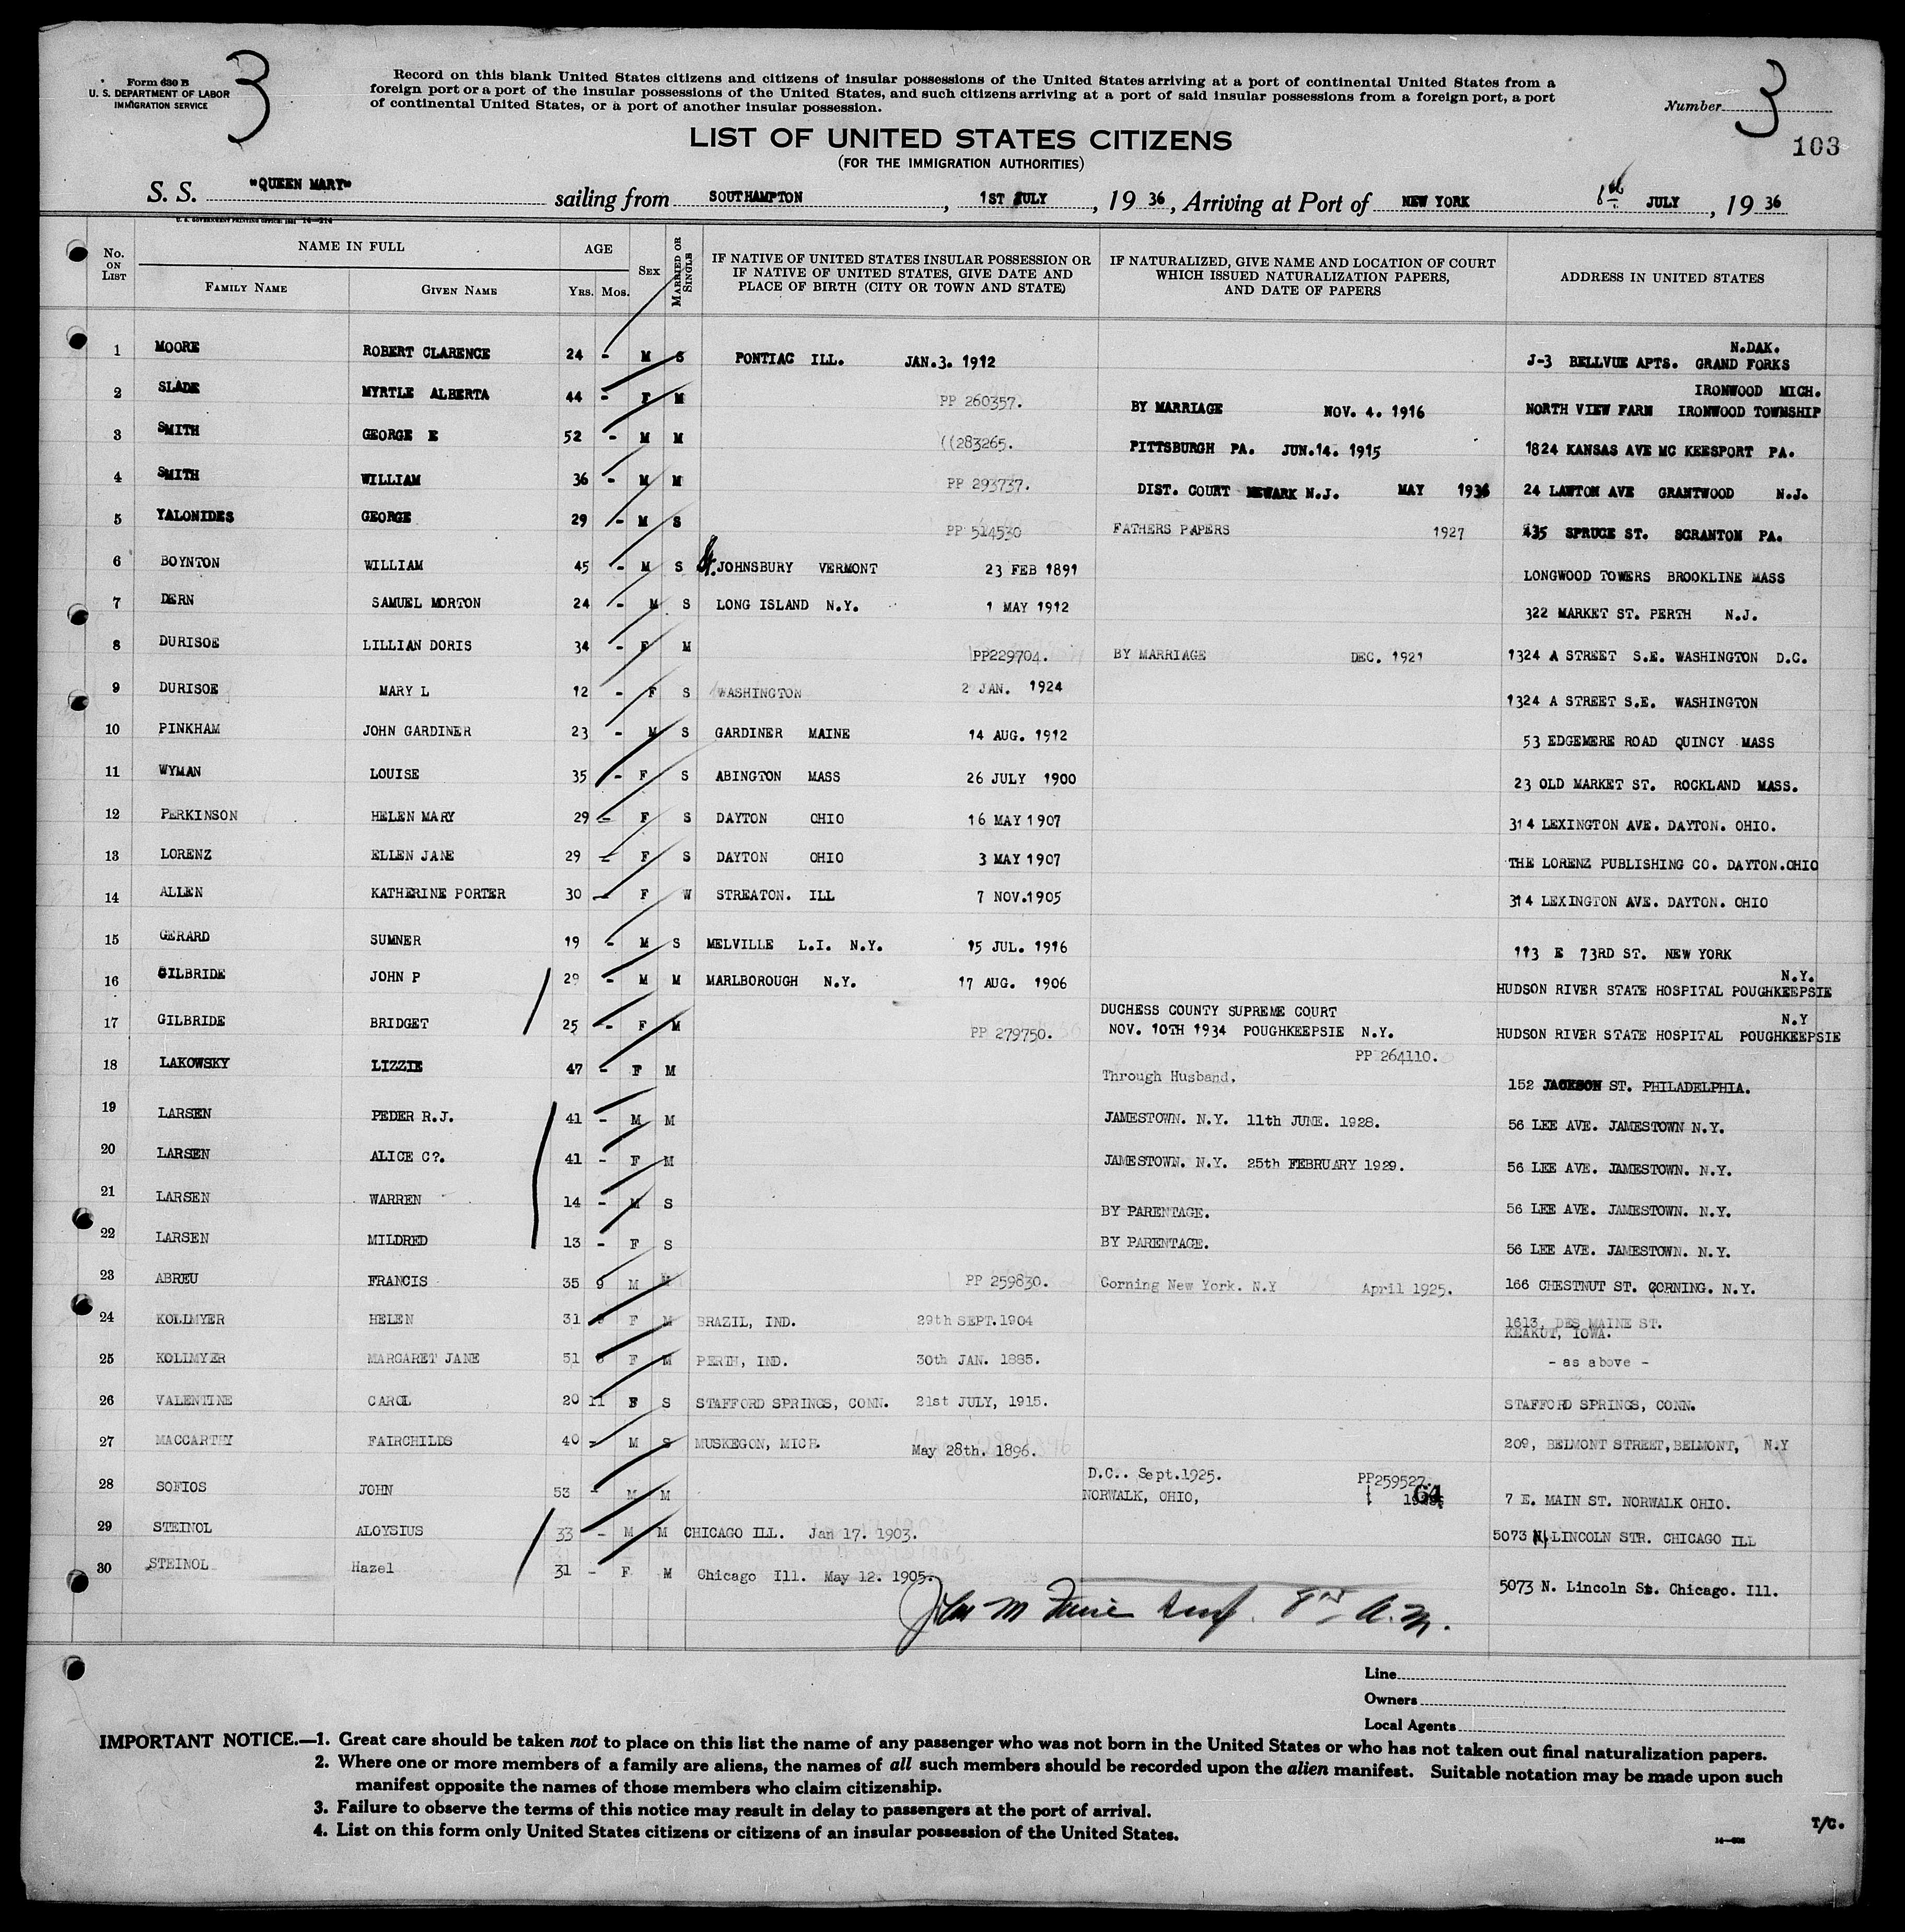 Form 630 B
U. S. DEPARTMENT OF LABOR
IMMIGRATION SERVICE
3
Record on this blank United States citizens and citizens of insular possessions of the United States arriving at a port of continental United States from a
foreign port or a port of the insular possessions of the United States, and such citizens arriving at a port of said insular possessions from a foreign port, a port
of continental United States, or a port of another insular possession.
Number 3
103
LIST OF UNITED STATES CITIZENS
(FOR THE IMMIGRATION AUTHORITIES)
S. S. "QUEEN MARY" sailing from SOUTHAMPTON, 1ST JULY, 1936, Arriving at Port of NEW YORK JULY, 1936
No. ON LIST NAME IN FULL AGE SEX MARRIED OR SINGLE IF NATIVE OF UNITED STATES INSULAR POSSESSION OR IF NATIVE OF UNITED STATES, GIVE DATE AND PLACE OF BIRTH (CITY OR TOWN AND STATE) IF NATURALIZED, GIVE NAME AND LOCATION OF COURT WHICH ISSUED NATURALIZATION PAPERS, AND DATE OF PAPERS ADDRESS IN UNITED STATES
FAMILY NAME GIVEN NAME YRS. MOS.
1 MOORE ROBERT CLARENCE 24 - M S PONTIAC ILL. JAN.3. 1912 J-3 BELLVUE APTS. GRAND FORKS N.DAK.
2 SLADE MYRTLE ALBERTA 44 - F M PP 260357. BY MARRIAGE NOV. 4. 1916 NORTH VIEW FARM IRONWOOD TOWNSHIP IRONWOOD MICH.
3 SMITH GEORGE E 52 - M M ((283265. PITTSBURGH PA. JUN.14. 1915 1824 KANSAS AVE MC KEESPORT PA.
4 SMITH WILLIAM 36 - M M PP 293737. DIST. COURT NEWARK N.J. MAY 1936 24 LAWTON AVE GRANTWOOD N.J.
5 YALONIDES GEORGE 29 - M S PP 514530 FATHERS PAPERS 1927 435 SPRUCE ST. SCRANTON PA.
6 BOYNTON WILLIAM 45 - M S St. JOHNSBURY VERMONT 23 FEB 1891 LONGWOOD TOWERS BROOKLINE MASS
7 DERN SAMUEL MORTON 24 - M S LONG ISLAND N.Y. 1 MAY 1912 322 MARKET ST. PERTH N.J.
8 DURISOE LILLIAN DORIS 34 - F M PP229704. BY MARRIAGE DEC. 1921 1324 A STREET S.E. WASHINGTON D.C.
9 DURISOE MARY L 12 - F S WASHINGTON 2 JAN. 1924 1324 A STREET S.E. WASHINGTON
10 PINKHAM JOHN GARDINER 23 - M S GARDINER MAINE 14 AUG. 1912 53 EDGEMERE ROAD QUINCY MASS
11 WYMAN LOUISE 35 - F S ABINGTON MASS 26 JULY 1900 23 OLD MARKET ST. ROCKLAND MASS.
12 PERKINSON HELEN MARY 29 - F S DAYTON OHIO 16 MAY 1907 314 LEXINGTON AVE. DAYTON. OHIO.
13 LORENZ ELLEN JANE 29 - F S DAYTON OHIO 3 MAY 1907 THE LORENZ PUBLISHING CO. DAYTON.OHIO
14 ALLEN KATHERINE PORTER 30 - F W STREATON. ILL 7 NOV.1905 314 LEXINGTON AVE. DAYTON. OHIO
15 GERARD SUMNER 19 - M S MELVILLE L.I. N.Y. 15 JUL. 1916 113 E 73RD ST. NEW YORK
16 GILBRIDE JOHN P 29 - M M MARLBOROUGH N.Y. 17 AUG. 1906 HUDSON RIVER STATE HOSPITAL POUGHKEEPSIE N.Y.
17 GILBRIDE BRIDGET 25 - F M PP 279750. DUCHESS COUNTY SUPREME COURT NOV. 10TH 1934 POUGHKEEPSIE N.Y. HUDSON RIVER STATE HOSPITAL POUGHKEEPSIE N.Y
18 LAKOWSKY LIZZIE 47 - F M Through Husband. PP 264110. 152 JACKSON ST. PHILADELPHIA.
19 LARSEN PEDER R.J. 41 - M M JAMESTOWN. N.Y. 11th JUNE. 1928. 56 LEE AVE. JAMESTOWN N.Y.
20 LARSEN ALICE C?. 41 - F M JAMESTOWN. N.Y. 25th FEBRUARY 1929. 56 LEE AVE. JAMESTOWN. N.Y.
21 LARSEN WARREN 14 - M S BY PARENTAGE. 56 LEE AVE. JAMESTOWN. N.Y.
22 LARSEN MILDRED 13 - F S BY PARENTAGE. 56 LEE AVE. JAMESTOWN. N.Y.
23 ABREU FRANCIS 35 9 M M PP 259830. Corning New York. N.Y April 1925. 166 CHESTNUT ST. CORNING. N.Y.
24 KOLLMYER HELEN 31 F M BRAZIL, IND. 29th SEPT.1904 1613, DES MAINE ST. KEAKUT, IOWA.
25 KOLLMYER MARGARET JANE 51 F M PERTH, IND. 30th JAN. 1885. - as above -
26 VALENTINE CAROL 20 11 F S STAFFORD SPRINGS, CONN. 21st JULY, 1915. STAFFORD SPRINGS, CONN.
27 MACCARTHY FAIRCHILDS 40 - M S MUSKEGON, MICH. May 28th. 1896. 209, BELMONT STREET, BELMONT, N.Y
28 SOFIOS JOHN 53 - M M D.C.. Sept.1925. NORWALK, OHIO, PP259527. 64 7 E. MAIN ST. NORWALK OHIO.
29 STEINOL ALOYSIUS 33 - M M CHICAGO ILL. Jan 17. 1903. 5073 N. LINCOLN STR. CHICAGO ILL
30 STEINOL Hazel 31 - F M Chicago Ill. May 12. 1905. 5073 N. Lincoln St. Chicago. Ill.
Line
Owners
Local Agents
IMPORTANT NOTICE.—1. Great care should be taken not to place on this list the name of any passenger who was not born in the United States or who has not taken out final naturalization papers.
2. Where one or more members of a family are aliens, the names of all such members should be recorded upon the alien manifest. Suitable notation may be made upon such
manifest opposite the names of those members who claim citizenship.
3. Failure to observe the terms of this notice may result in delay to passengers at the port of arrival.
4. List on this form only United States citizens or citizens of an insular possession of the United States.
T/C.